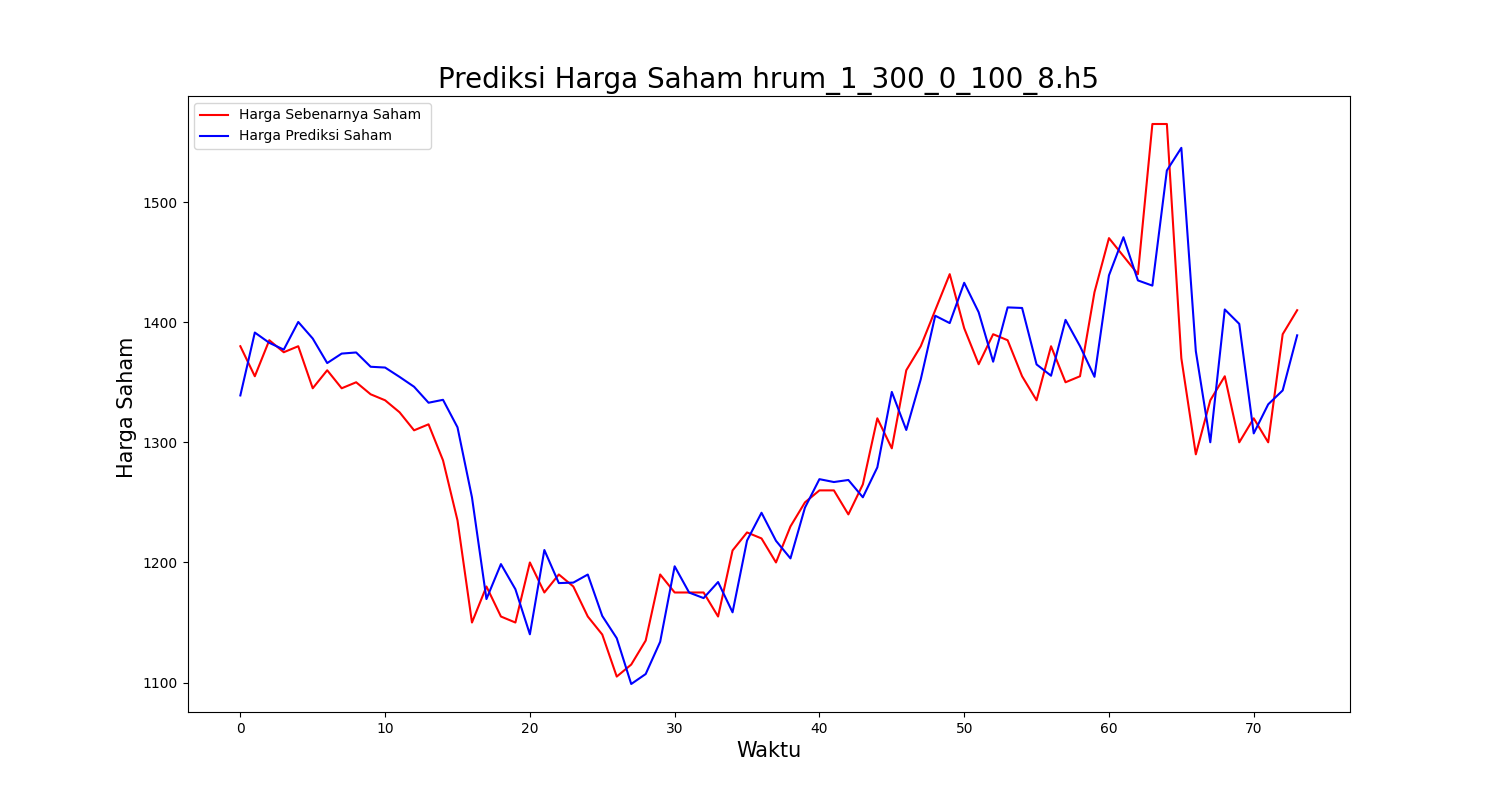 Prediksi Harga Saham hrum_1_300_0_100_8.h5
Harga Sebenarnya Saham
Harga Prediksi Saham
Harga Saham
1500
1400
1300
1200
1100
0 10 20 30 40 50 60 70
Waktu